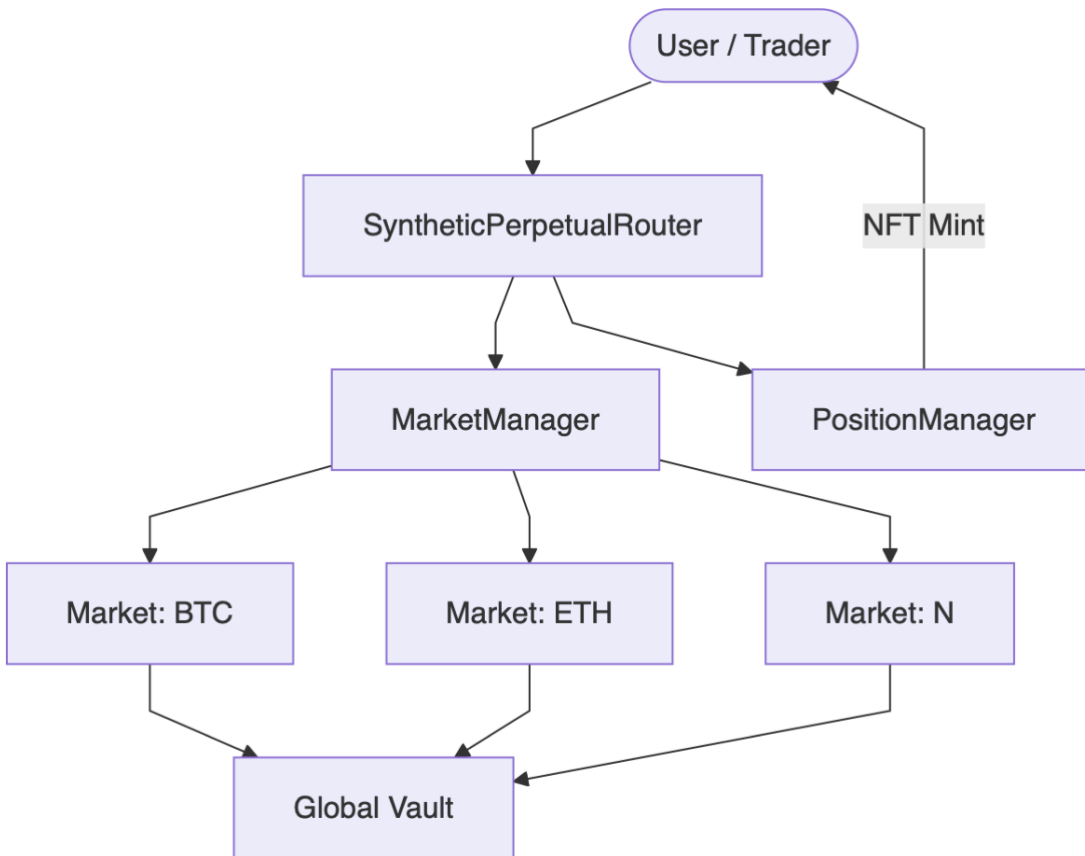 User / Trader
SyntheticPerpetualRouter
NFT Mint
MarketManager
PositionManager
Market: BTC
Market: ETH
Market: N
Global Vault